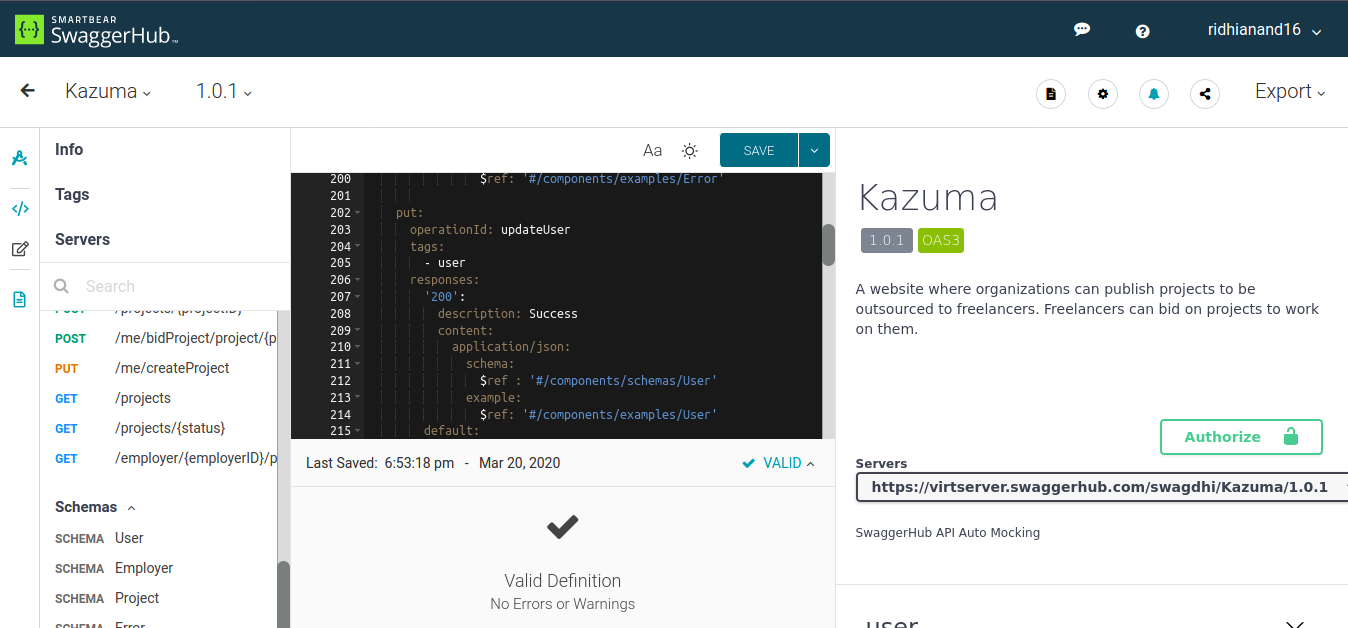 SMARTBEAR
SwaggerHub™
ridhianand16
Kazuma
1.0.1
Export
Info
Tags
Servers
Search
POST /projects/{projectID}
POST /me/bidProject/project/{p
PUT /me/createProject
GET /projects
GET /projects/{status}
GET /employer/{employerID}/p
Schemas
SCHEMA User
SCHEMA Employer
SCHEMA Project
SCHEMA Error
Aa
SAVE
200 $ref: '#/components/examples/Error'
201
202 put:
203 operationId: updateUser
204 tags:
205 - user
206 responses:
207 '200':
208 description: Success
209 content:
210 application/json:
211 schema:
212 $ref : '#/components/schemas/User'
213 example:
214 $ref: '#/components/examples/User'
215 default:
Last Saved: 6:53:18 pm - Mar 20, 2020
VALID
Valid Definition
No Errors or Warnings
Kazuma
1.0.1 OAS3
A website where organizations can publish projects to be
outsourced to freelancers. Freelancers can bid on projects to work
on them.
Authorize
Servers
https://virtserver.swaggerhub.com/swagdhi/Kazuma/1.0.1
SwaggerHub API Auto Mocking
user